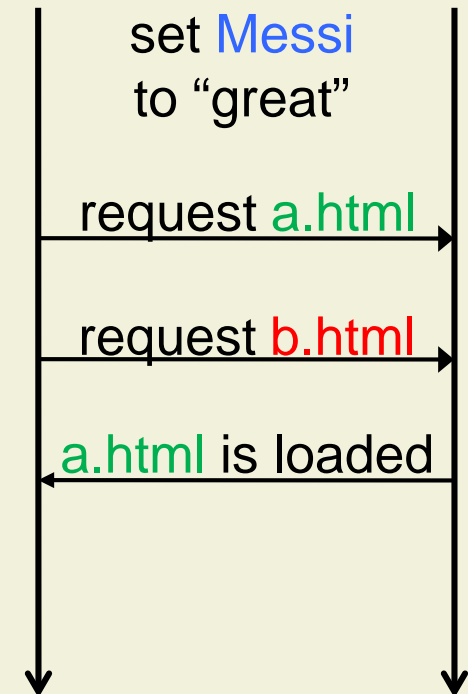 set Messi
to “great”
request a.html
request b.html
a.html is loaded